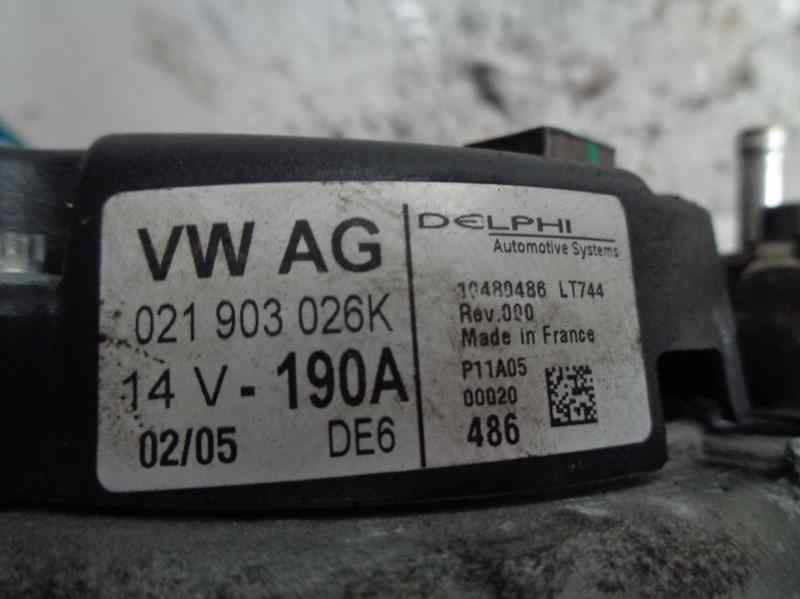 VW AG
021 903 026K
14 V - 190A
02/05 DE6
DELPHI
Automotive Systems
10480486 LT744
Rev.000
Made in France
P11A05
00020
486